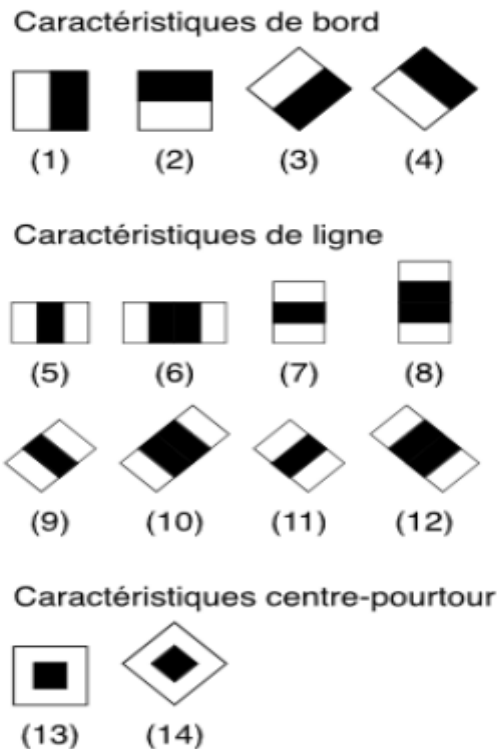 Caractéristiques de bord
(1) (2) (3) (4)
Caractéristiques de ligne
(5) (6) (7) (8)
(9) (10) (11) (12)
Caractéristiques centre-pourtour
(13) (14)